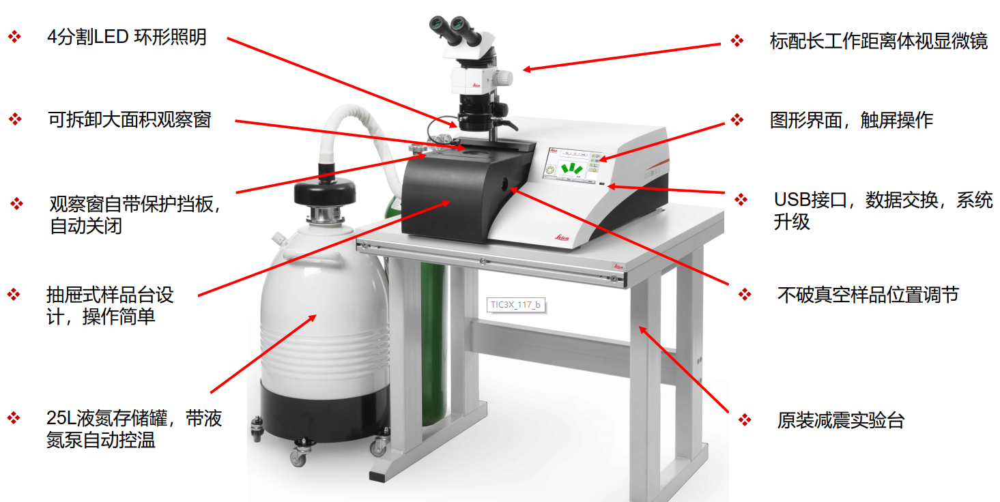 4分割LED 环形照明
可拆卸大面积观察窗
观察窗自带保护挡板，
自动关闭
抽屉式样品台设
计，操作简单
25L液氮存储罐，带液
氮泵自动控温
标配长工作距离体视显微镜
图形界面，触屏操作
USB接口，数据交换，系统
升级
不破真空样品位置调节
原装减震实验台
TIC3X_117_b
Leica
Leica
Leica
Leica